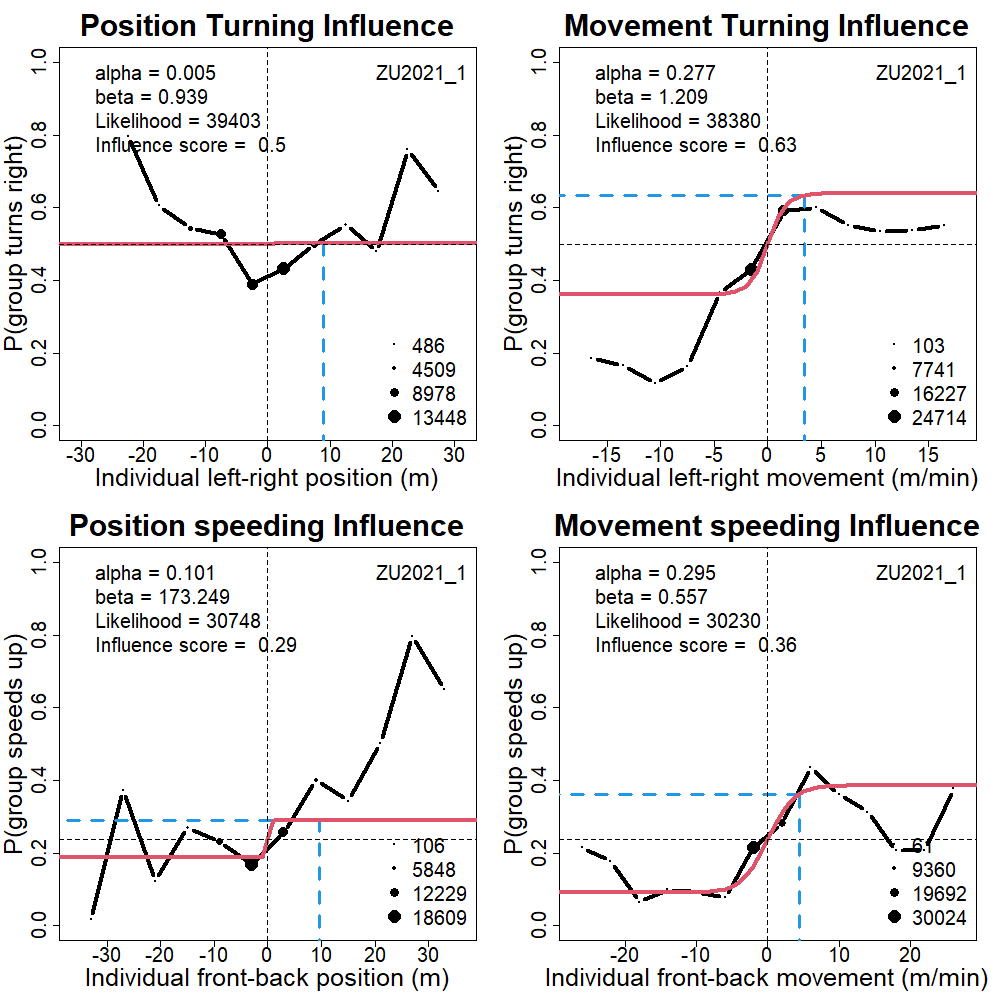 Position Turning Influence
alpha = 0.005
beta = 0.939
Likelihood = 39403
Influence score =  0.5
ZU2021_1
P(group turns right)
0.0 0.2 0.4 0.6 0.8 1.0
486
4509
8978
13448
-30 -20 -10 0 10 20 30
Individual left-right position (m)
Movement Turning Influence
alpha = 0.277
beta = 1.209
Likelihood = 38380
Influence score =  0.63
ZU2021_1
P(group turns right)
0.0 0.2 0.4 0.6 0.8 1.0
103
7741
16227
24714
-15 -10 -5 0 5 10 15
Individual left-right movement (m/min)
Position speeding Influence
alpha = 0.101
beta = 173.249
Likelihood = 30748
Influence score =  0.29
ZU2021_1
P(group speeds up)
0.0 0.2 0.4 0.6 0.8 1.0
106
5848
12229
18609
-30 -20 -10 0 10 20 30
Individual front-back position (m)
Movement speeding Influence
alpha = 0.295
beta = 0.557
Likelihood = 30230
Influence score =  0.36
ZU2021_1
P(group speeds up)
0.0 0.2 0.4 0.6 0.8 1.0
61
9360
19692
30024
-20 -10 0 10 20
Individual front-back movement (m/min)